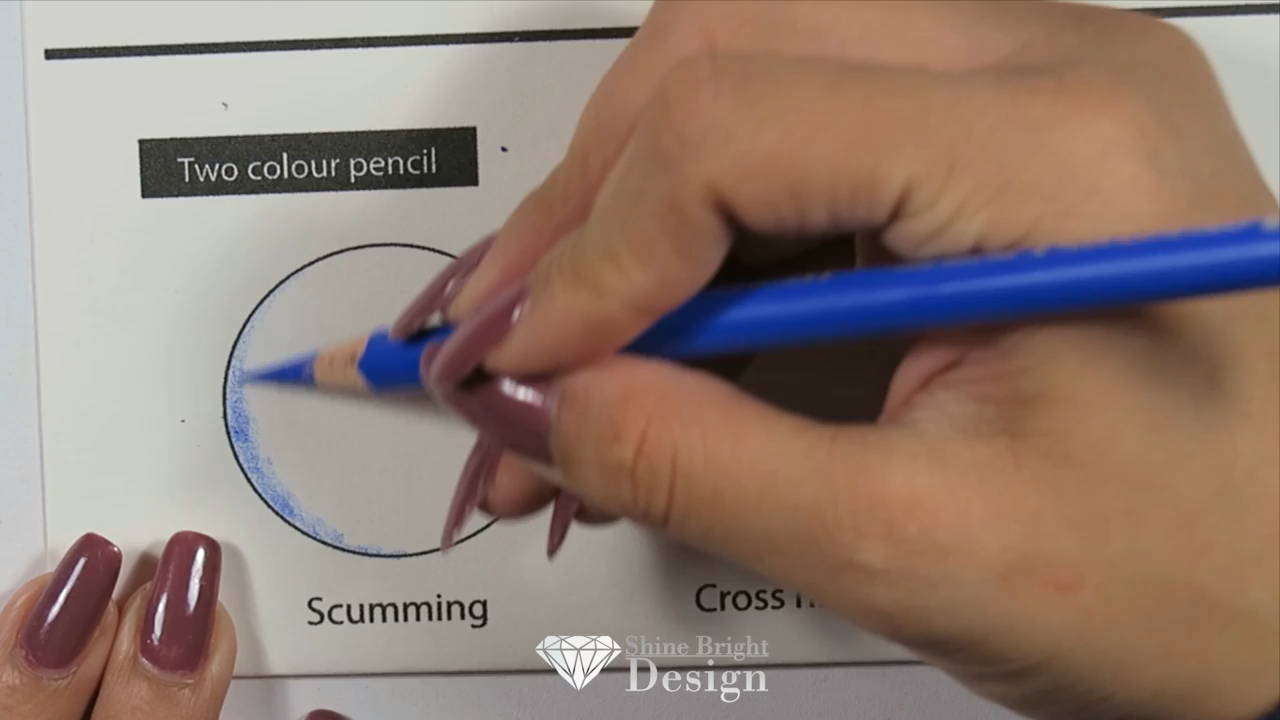 Two colour pencil
Scumming
Cross
Shine Bright
Design